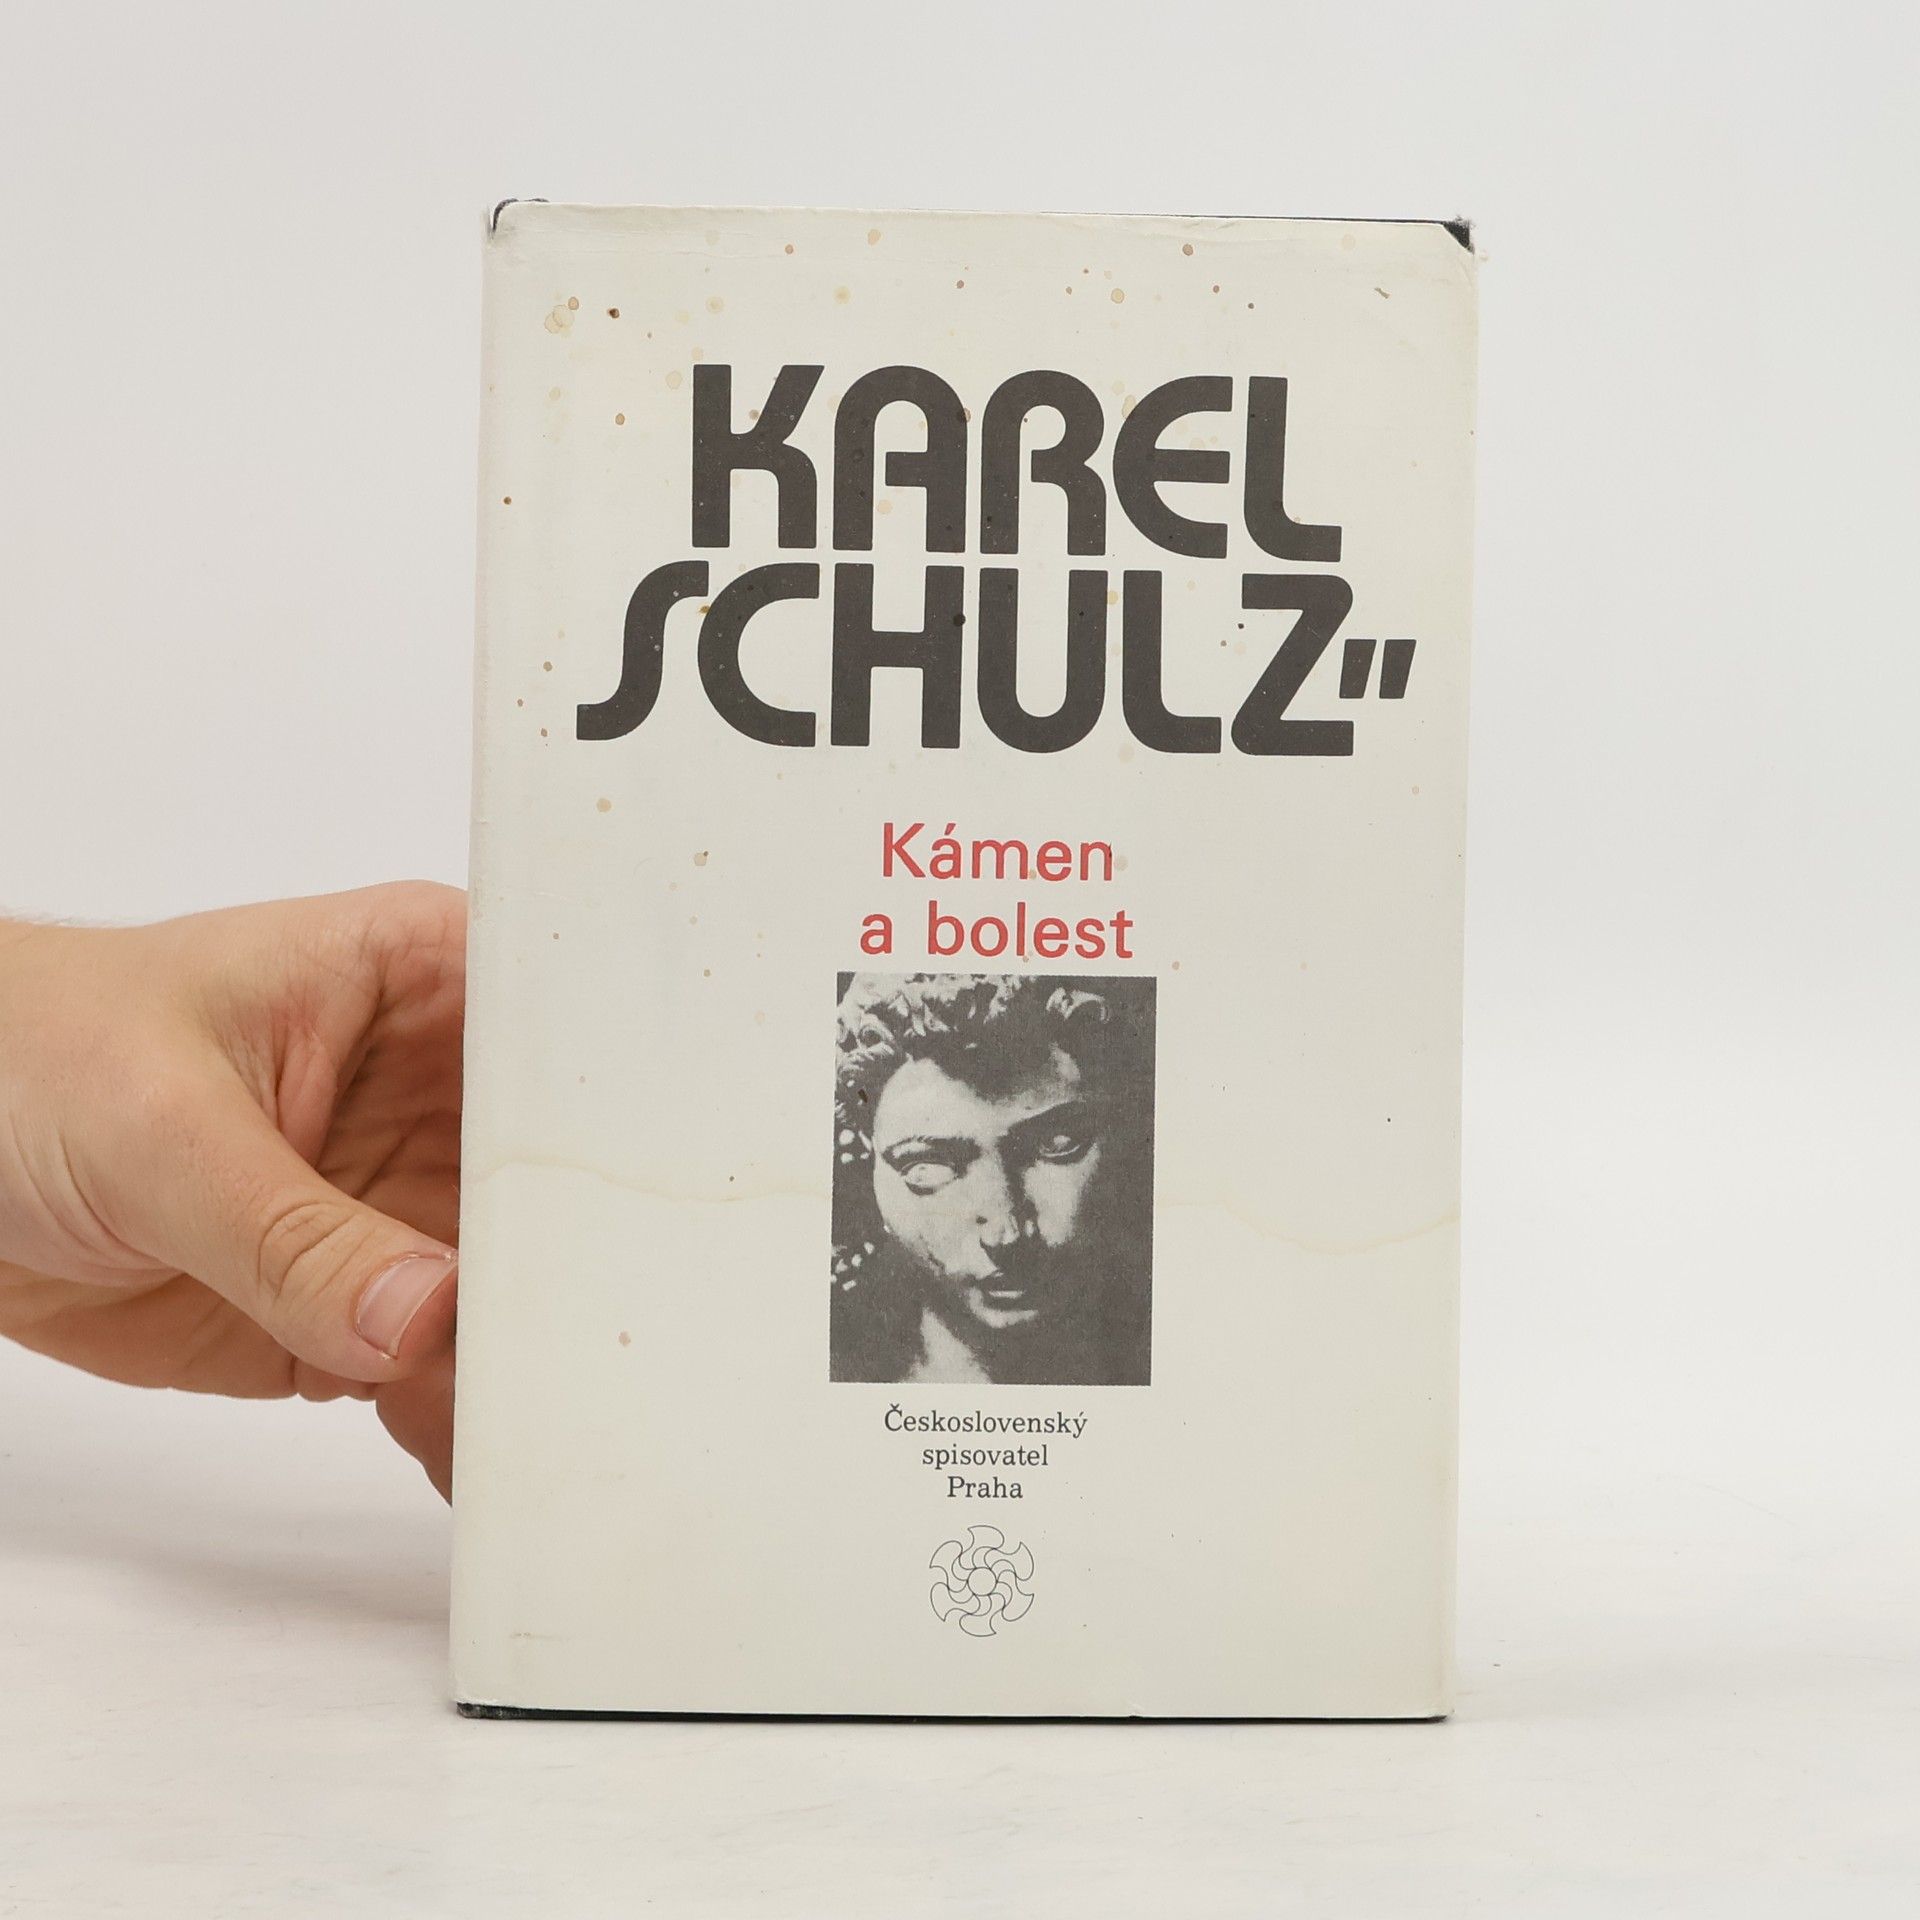 KAREL
SCHULZ"
Kámen
a bolest
Československý
spisovatel
Praha